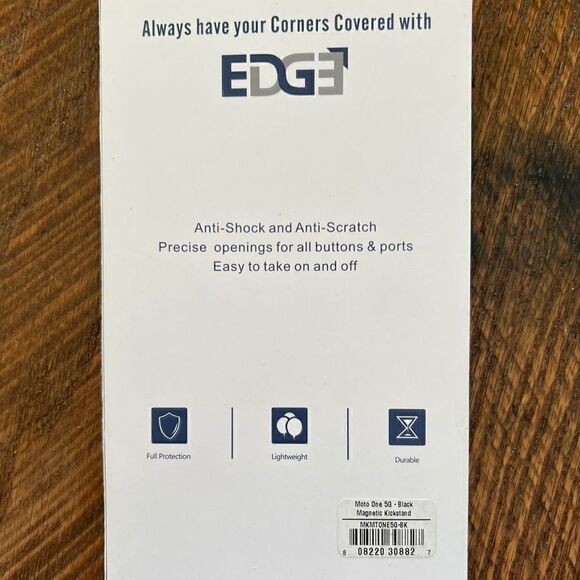 Always have your Corners Covered with
EDGE
Anti-Shock and Anti-Scratch
Precise openings for all buttons & ports
Easy to take on and off
Full Protection
Lightweight
Durable
Moto One 5G - Black
Magnetic Kickstand
MKMTONE5G-BK
8 08220 30882 7